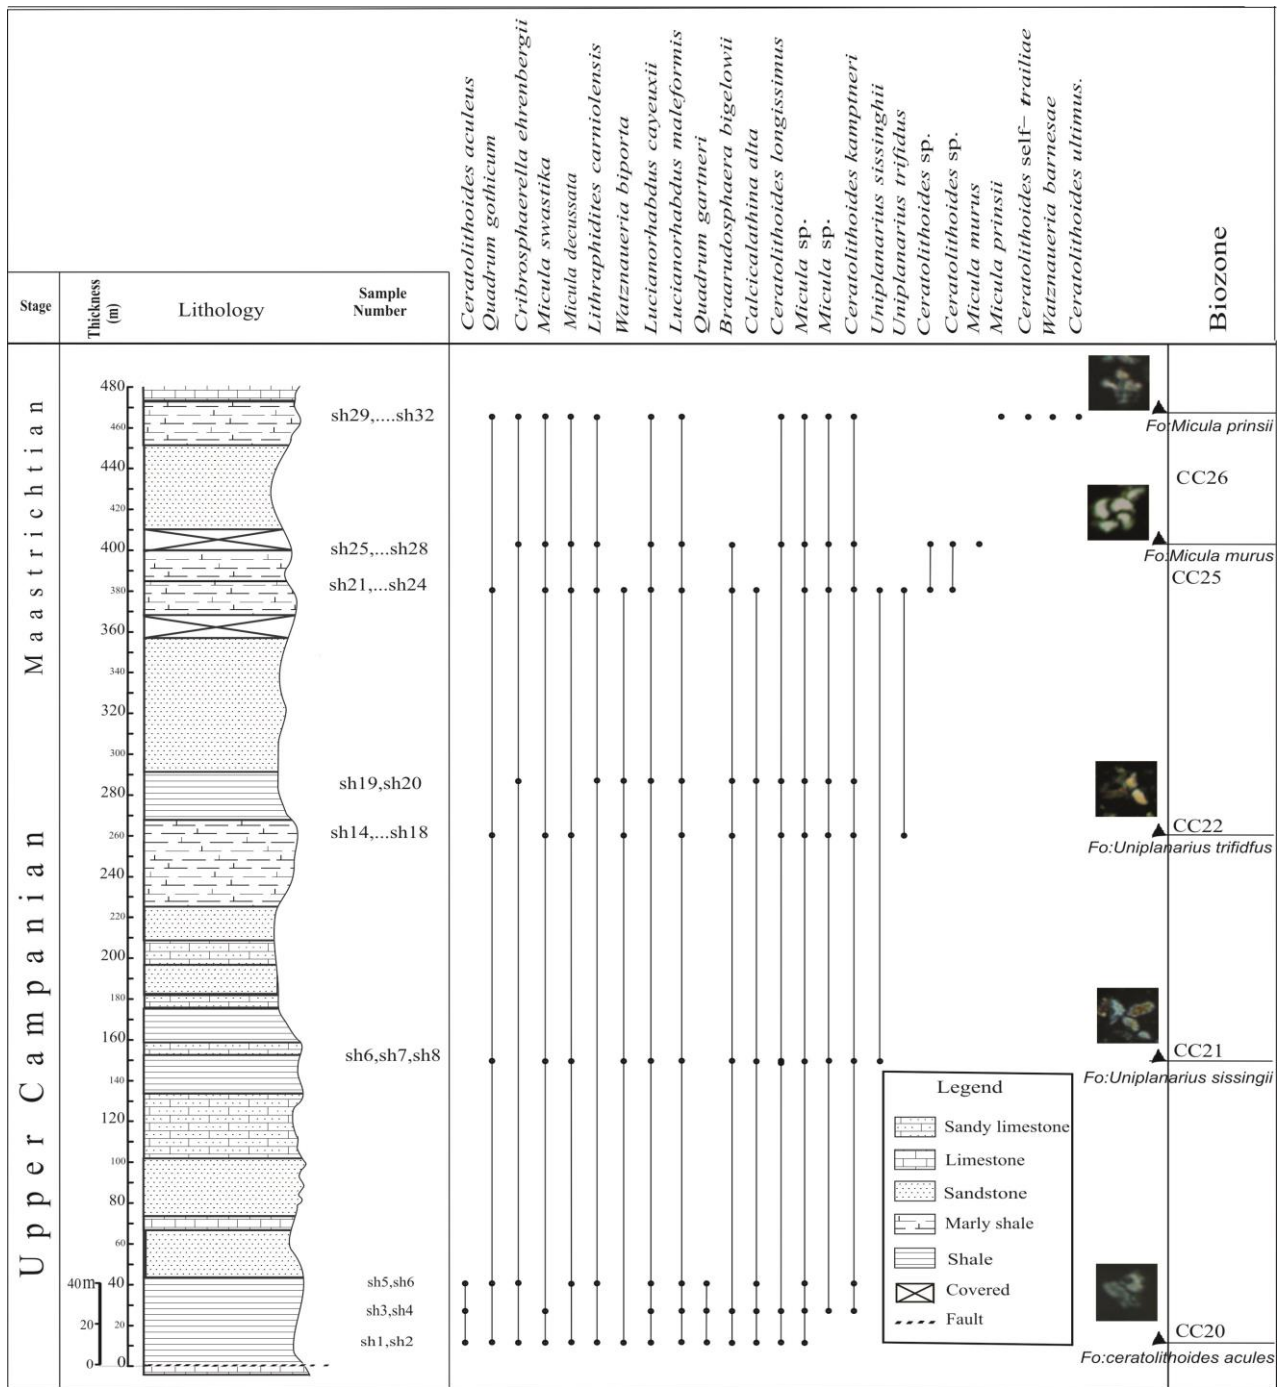 Ceratolithoides aculeus
Quadrum gothicum
Cribrosphaerella ehrenbergii
Micula swastika
Micula decussata
Lihraphidites carniolensis
Watznaueria biporta
Lucianorhabdus cayeuxii
Lucianorhabdus maleformis
Quadrum gartneri
Braarudosphaera bigelowii
Calcicalathina alta
Ceratolithoides longissimus
Micula sp.
Micula sp.
Ceratolithoides kamptneri
Uniplanarius sissinghii
Uniplanarius trifidus
Ceratolithoides sp.
Ceratolithoides sp.
Micula murus
Micula prinsii
Ceratolithoides self– trailiae
Watznaueria barnesae
Ceratolithoides ultimus.
Stage
Thickness
(m)
Lithology
Sample
Number
Biozone
Maastrichtian
Upper Campanian
480
460
440
420
400
380
360
340
320
300
280
260
240
220
200
180
160
140
120
100
80
60
40
20
0
40m
20
0
sh29,....sh32
sh25,...sh28
sh21,...sh24
sh19,sh20
sh14,...sh18
sh6,sh7,sh8
sh5,sh6
sh3,sh4
sh1,sh2
Fo:Micula prinsii
CC26
Fo:Micula murus
CC25
CC22
Fo:Uniplanarius trifidfus
CC21
Fo:Uniplanarius sissingii
CC20
Fo:ceratolithoides acules
Legend
Sandy limestone
Limestone
Sandstone
Marly shale
Shale
Covered
Fault